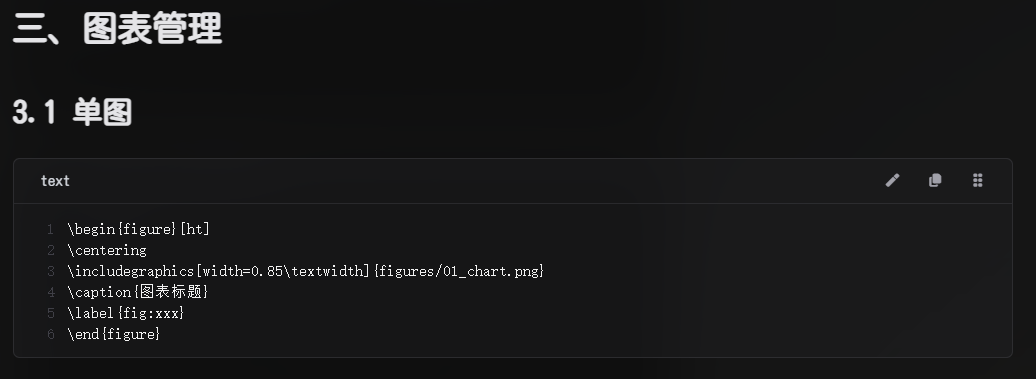 三、图表管理
3.1 单图
text
1 \begin{figure}[ht]
2 \centering
3 \includegraphics[width=0.85\textwidth]{figures/01_chart.png}
4 \caption{图表标题}
5 \label{fig:xxx}
6 \end{figure}